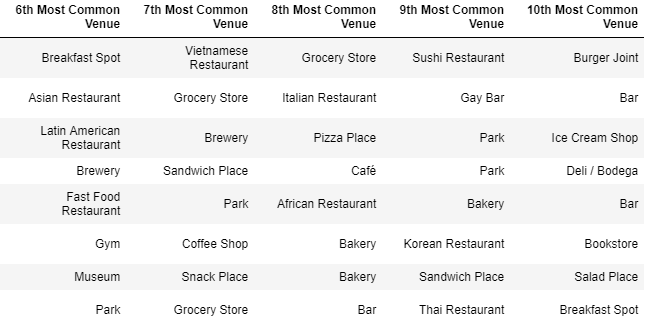 6th Most Common Venue 7th Most Common Venue 8th Most Common Venue 9th Most Common Venue 10th Most Common Venue
Breakfast Spot Vietnamese Restaurant Grocery Store Sushi Restaurant Burger Joint
Asian Restaurant Grocery Store Italian Restaurant Gay Bar Bar
Latin American Restaurant Brewery Pizza Place Park Ice Cream Shop
Brewery Sandwich Place Café Park Deli / Bodega
Fast Food Restaurant Park African Restaurant Bakery Bar
Gym Coffee Shop Bakery Korean Restaurant Bookstore
Museum Snack Place Bakery Sandwich Place Salad Place
Park Grocery Store Bar Thai Restaurant Breakfast Spot